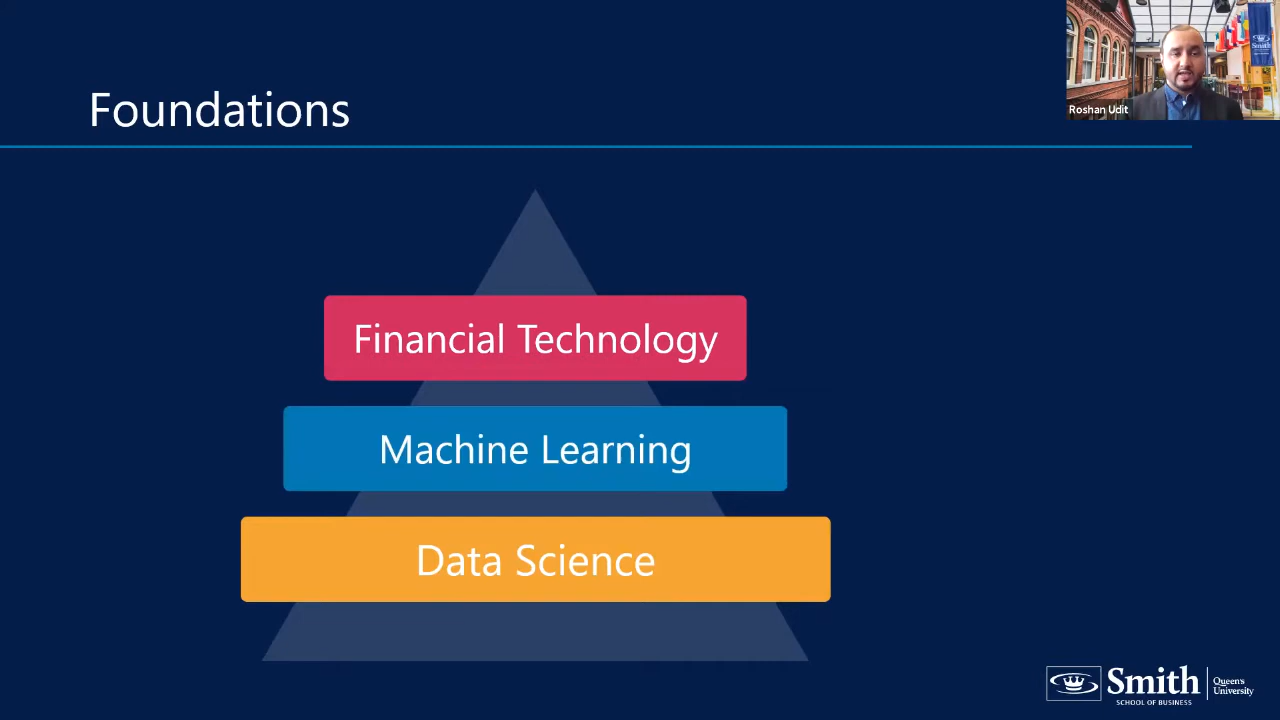 Foundations
Roshan Udit
Financial Technology
Machine Learning
Data Science
Smith
SCHOOL OF BUSINESS
Queen's
University